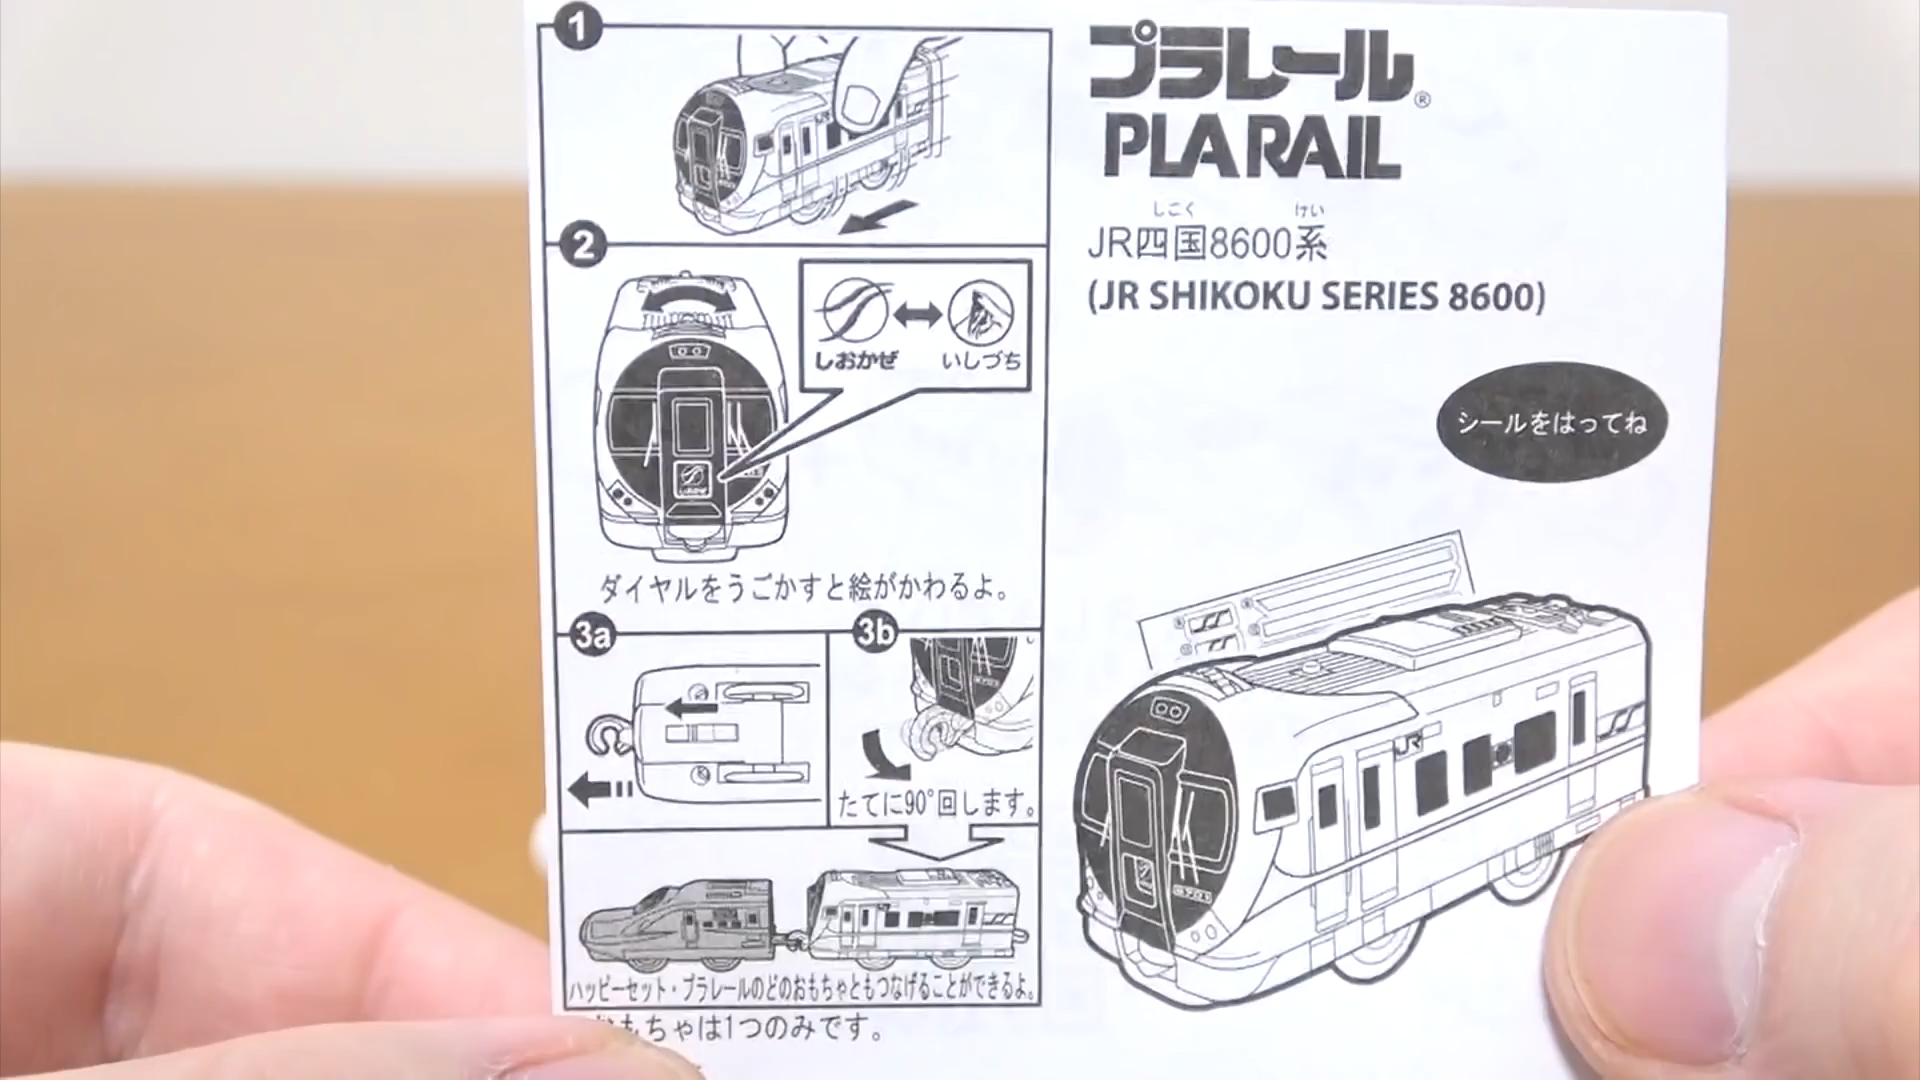 1
2
しおかぜ
いしづち
ダイヤルをうごかすと絵がかわるよ。
3a
3b
たてに90°回します。
ハッピーセット・プラレールのどのおもちゃともつなげることができるよ。
おもちゃは1つのみです。
プラレール®
PLARAIL
しこく けい
JR四国8600系
(JR SHIKOKU SERIES 8600)
シールをはってね
JR